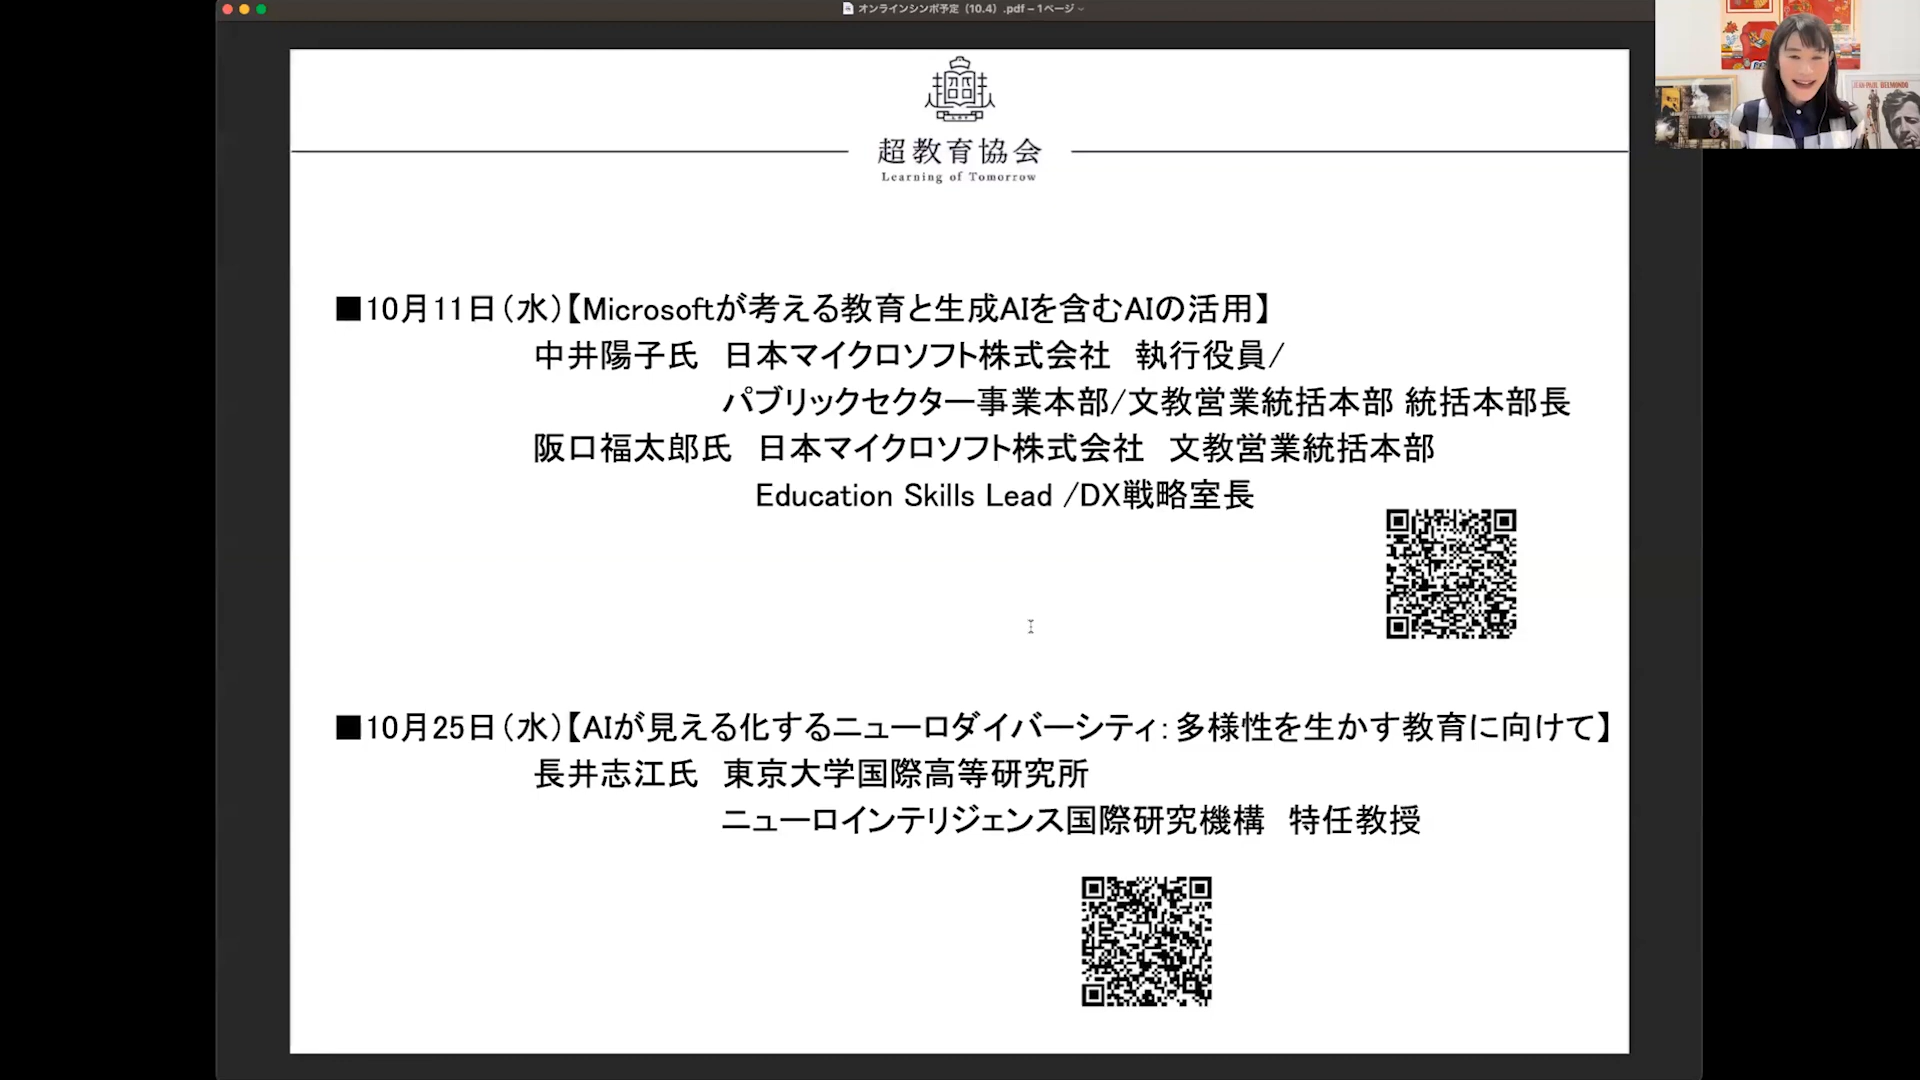 オンラインシンポ予定（10.4）.pdf – 1ページ
超教育協会
Learning of Tomorrow
■10月11日（水）【Microsoftが考える教育と生成AIを含むAIの活用】
中井陽子氏　日本マイクロソフト株式会社　執行役員/
パブリックセクター事業本部/文教営業統括本部 統括本部長
阪口福太郎氏　日本マイクロソフト株式会社　文教営業統括本部
Education Skills Lead /DX戦略室長
■10月25日（水）【AIが見える化するニューロダイバーシティ：多様性を生かす教育に向けて】
長井志江氏　東京大学国際高等研究所
ニューロインテリジェンス国際研究機構　特任教授
JEAN-PAUL BELMONDO